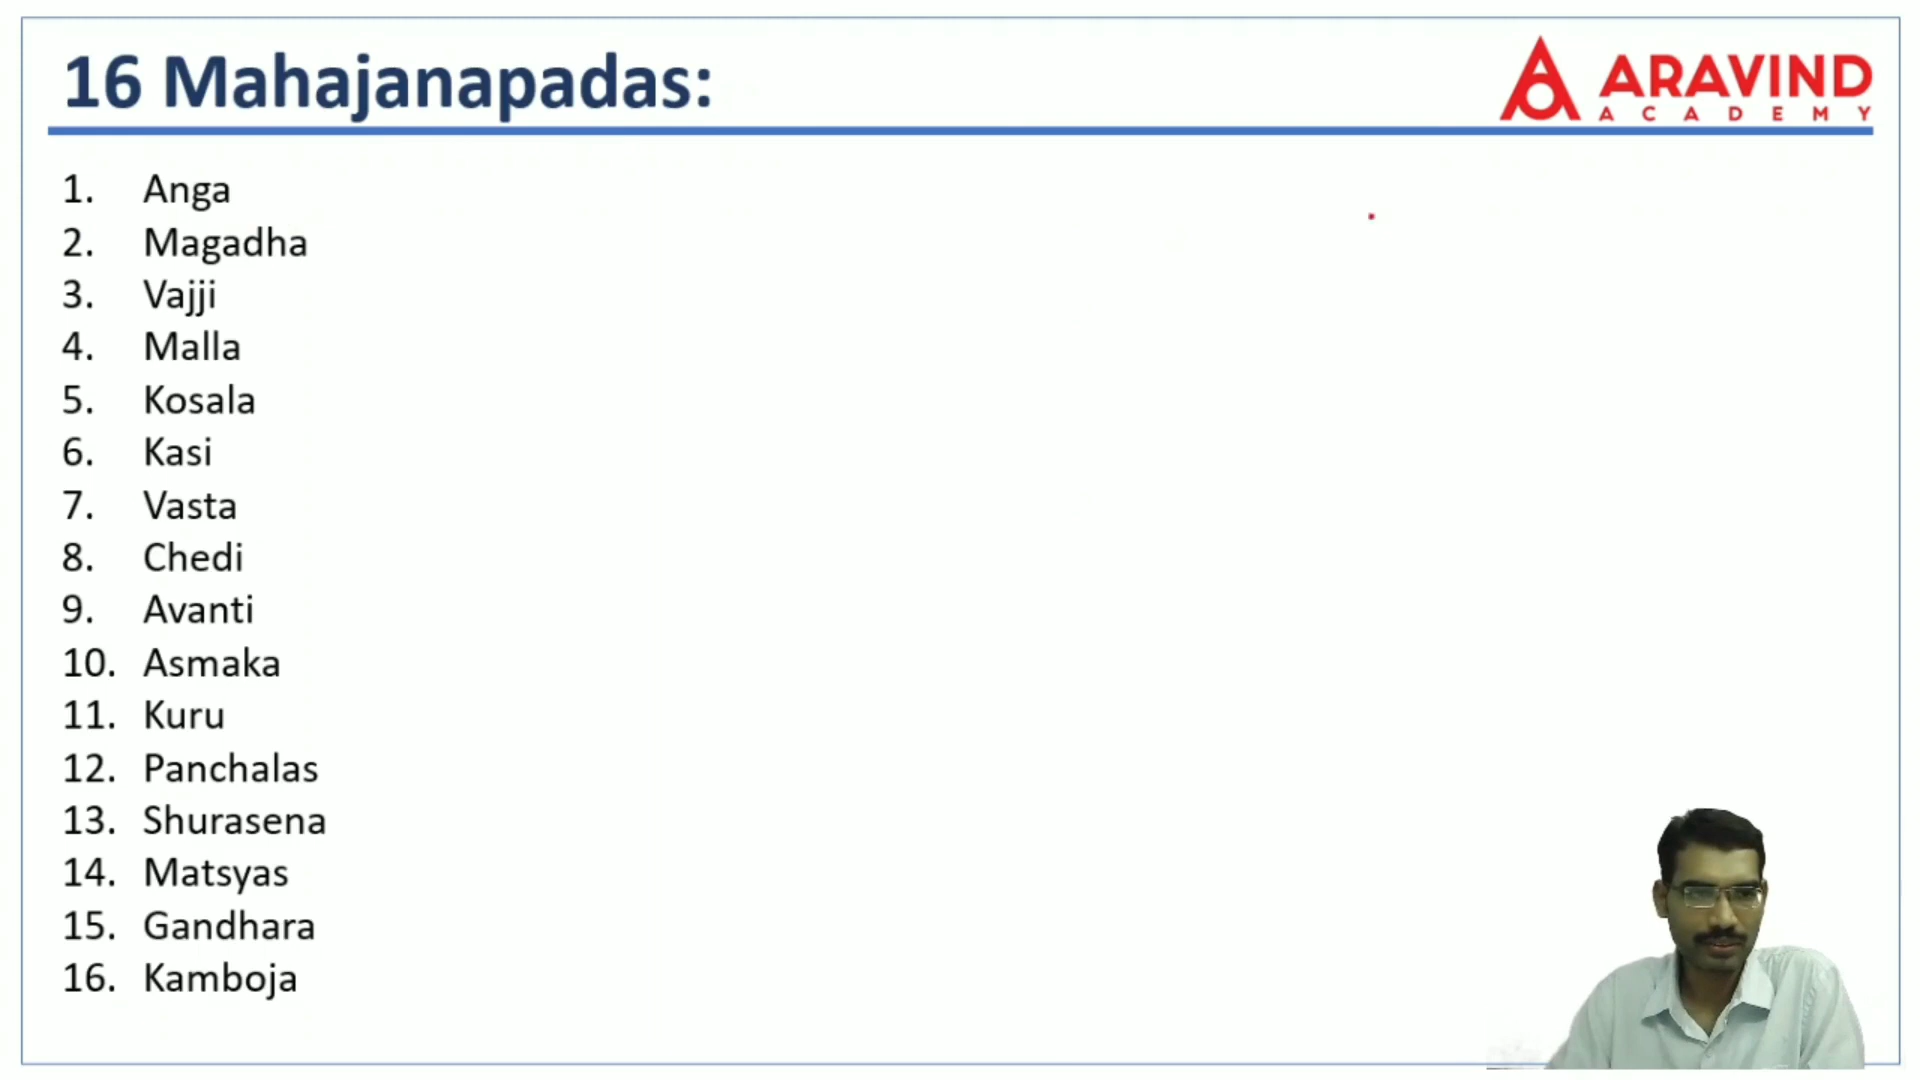 16 Mahajanapadas:
ARAVIND
ACADEMY
1. Anga
2. Magadha
3. Vajji
4. Malla
5. Kosala
6. Kasi
7. Vasta
8. Chedi
9. Avanti
10. Asmaka
11. Kuru
12. Panchalas
13. Shurasena
14. Matsyas
15. Gandhara
16. Kamboja